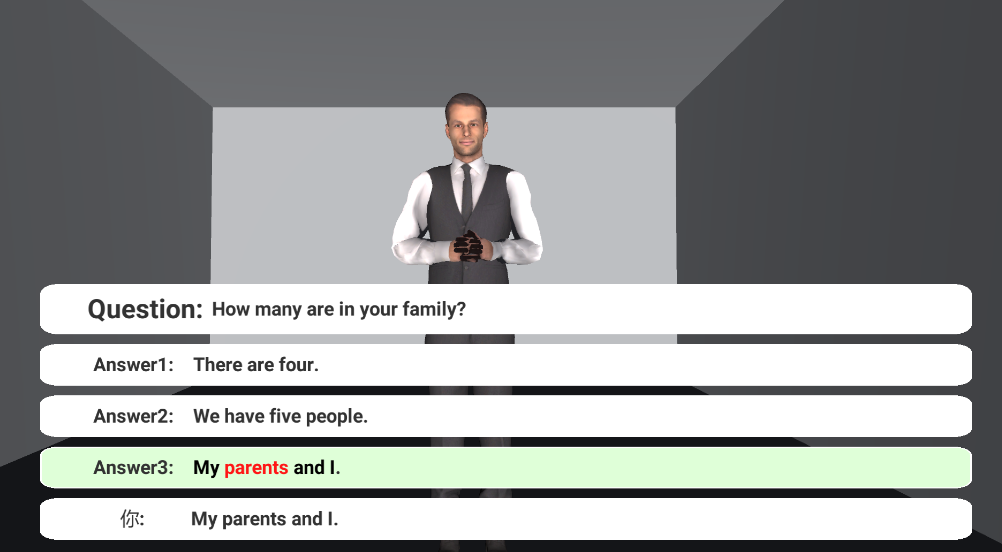 Question: How many are in your family?
Answer1: There are four.
Answer2: We have five people.
Answer3: My parents and I.
你: My parents and I.